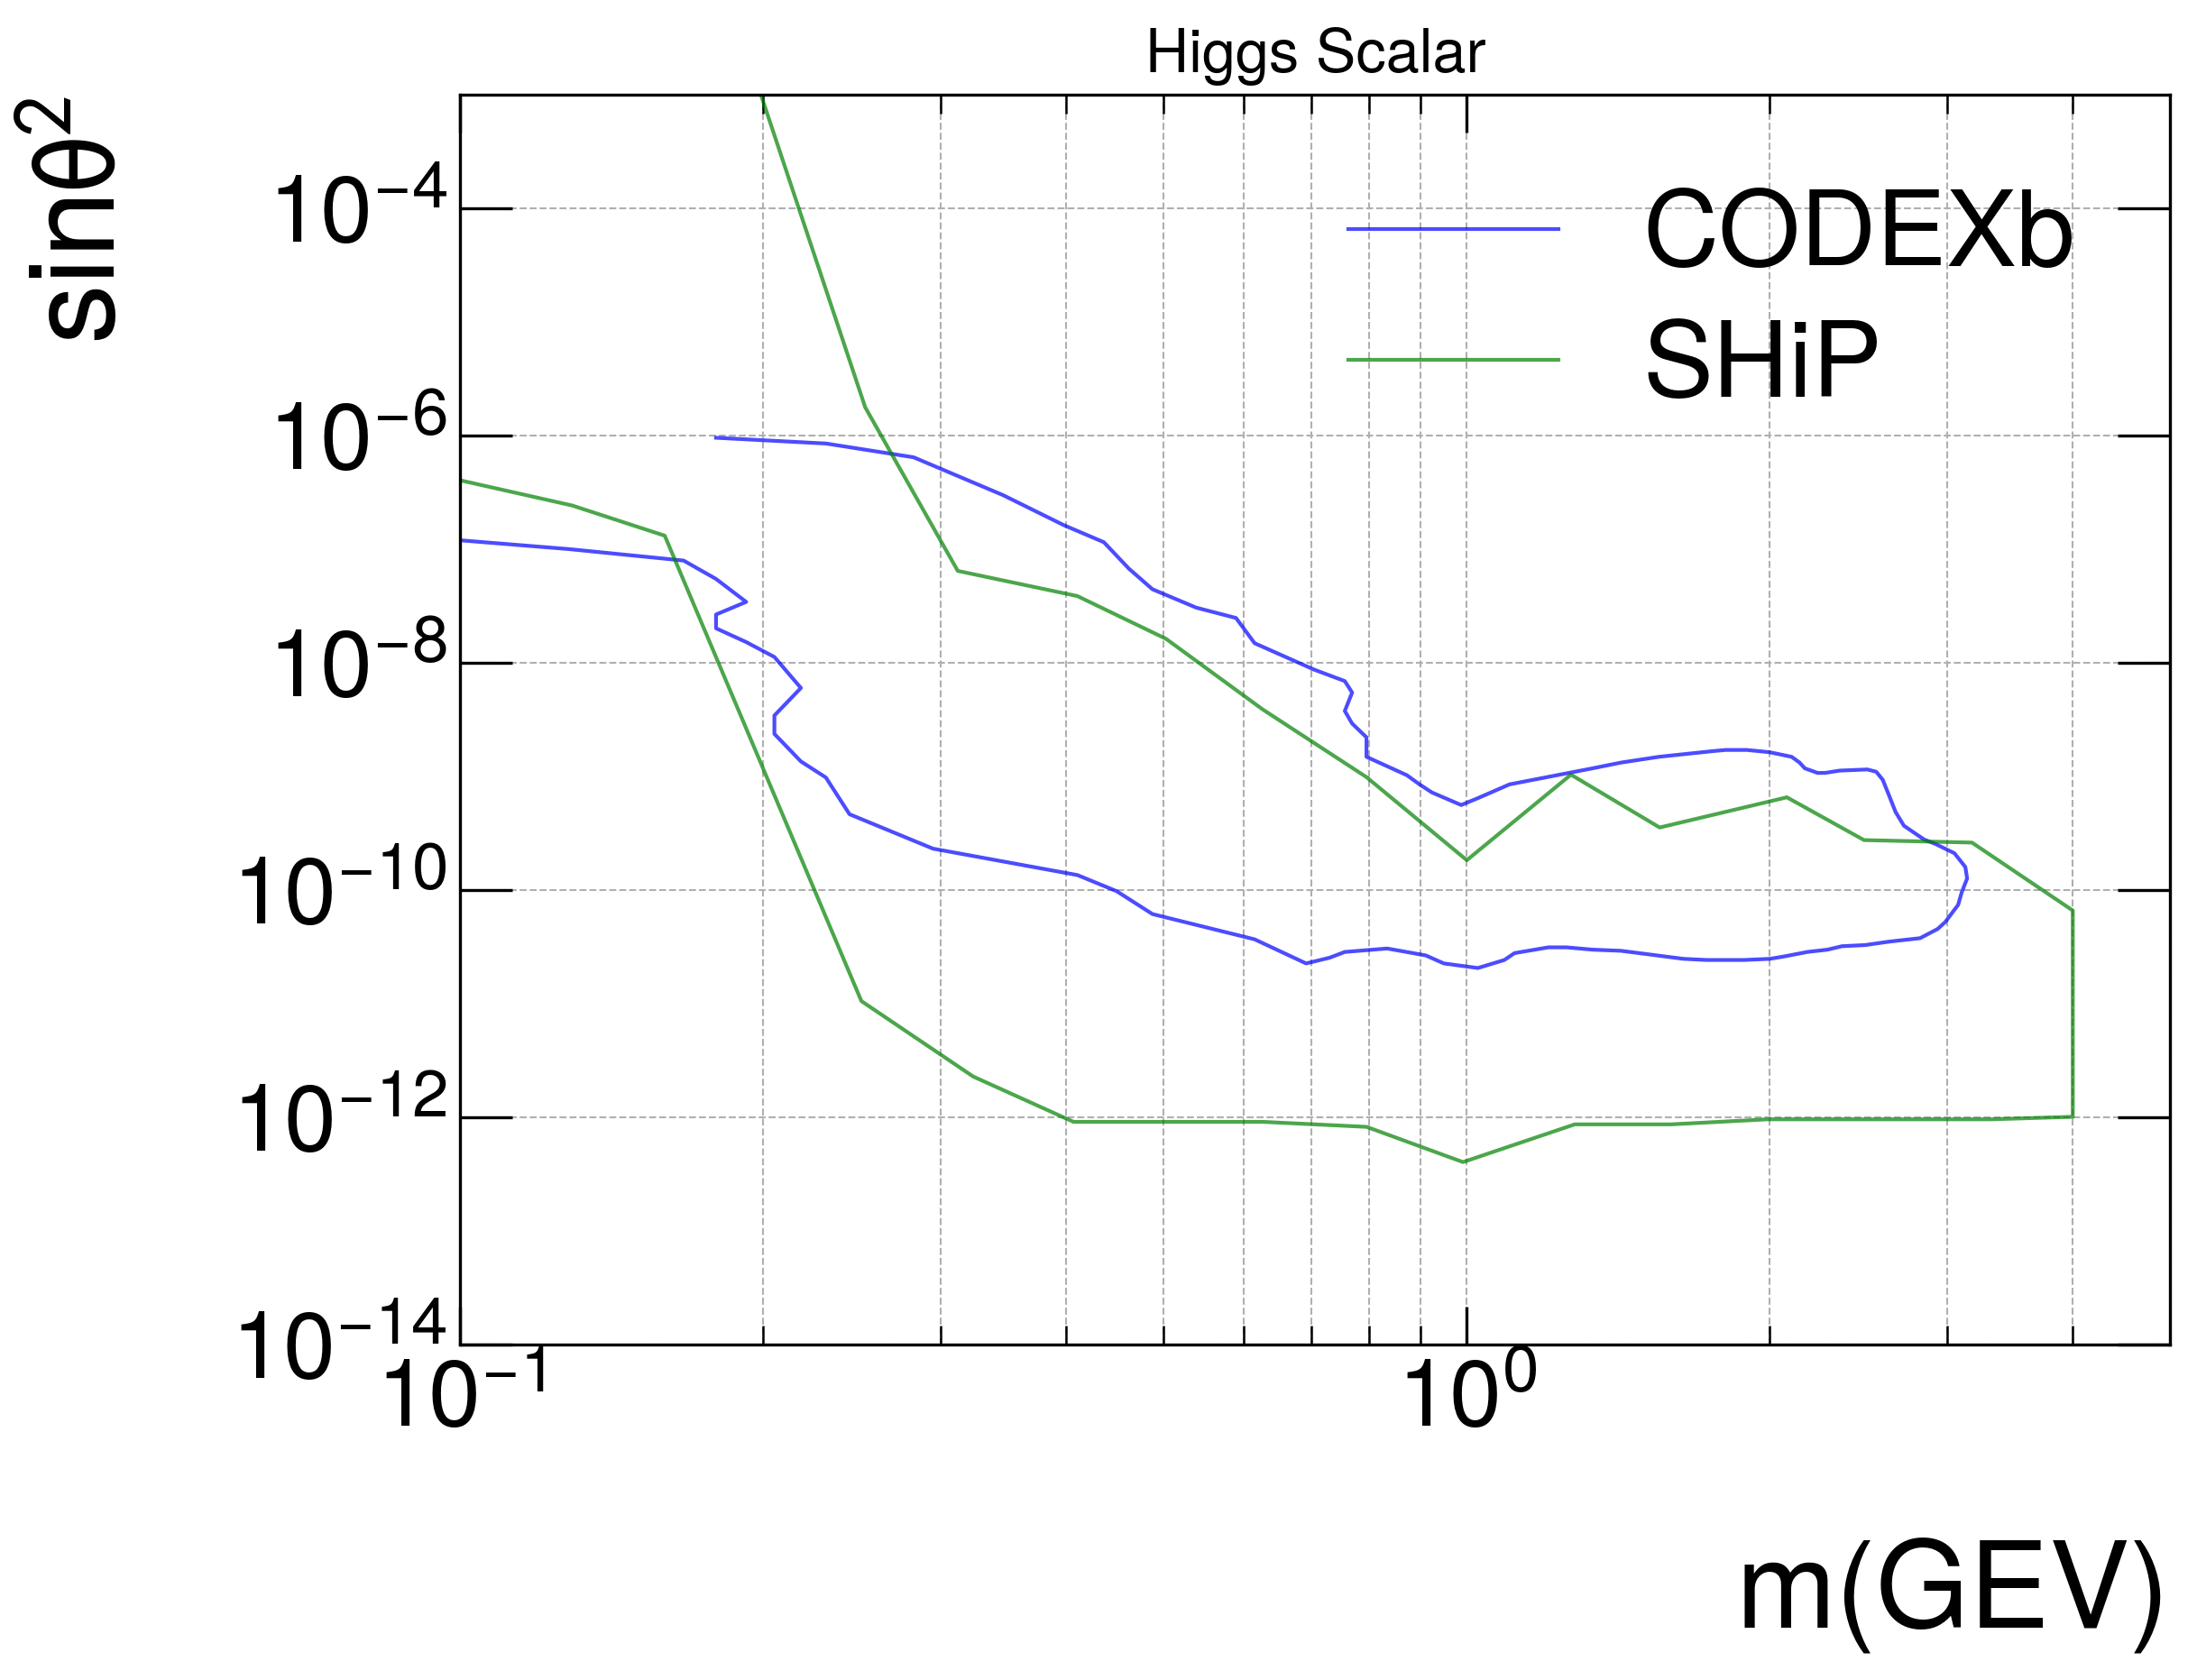 Higgs Scalar
sinθ²
10⁻⁴
10⁻⁶
10⁻⁸
10⁻¹⁰
10⁻¹²
10⁻¹⁴
CODEXb
SHiP
10⁻¹ 10⁰
m(GEV)